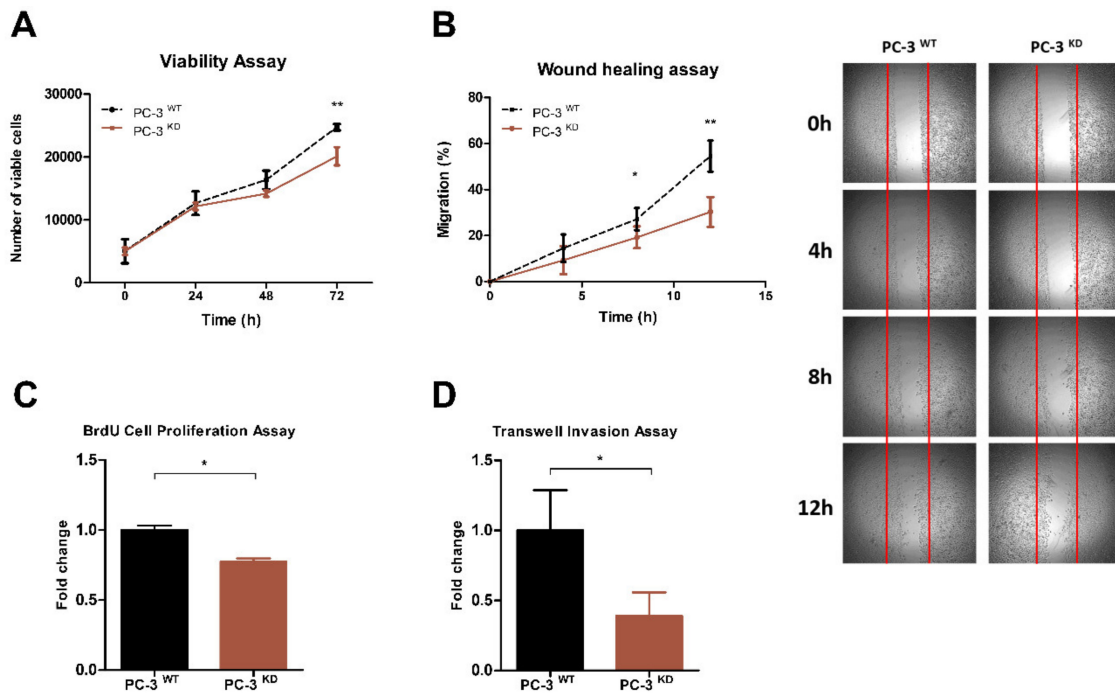 A
Viability Assay
30000
20000
10000
0
Number of viable cells
PC-3 WT
PC-3 KD
**
0 24 48 72
Time (h)
B
Wound healing assay
80
60
40
20
0
Migration (%)
PC-3 WT
PC-3 KD
*
**
0 5 10 15
Time (h)
PC-3 WT PC-3 KD
0h
4h
8h
12h
C
BrdU Cell Proliferation Assay
1.5
1.0
0.5
0.0
Fold change
*
PC-3 WT PC-3 KD
D
Transwell Invasion Assay
1.5
1.0
0.5
0.0
Fold change
*
PC-3 WT PC-3 KD